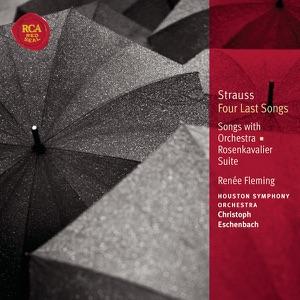 RCA
RED SEAL
Strauss
Four Last Songs
Songs with
Orchestra ▪
Rosenkavalier
Suite
Renée Fleming
HOUSTON SYMPHONY
ORCHESTRA
Christoph
Eschenbach